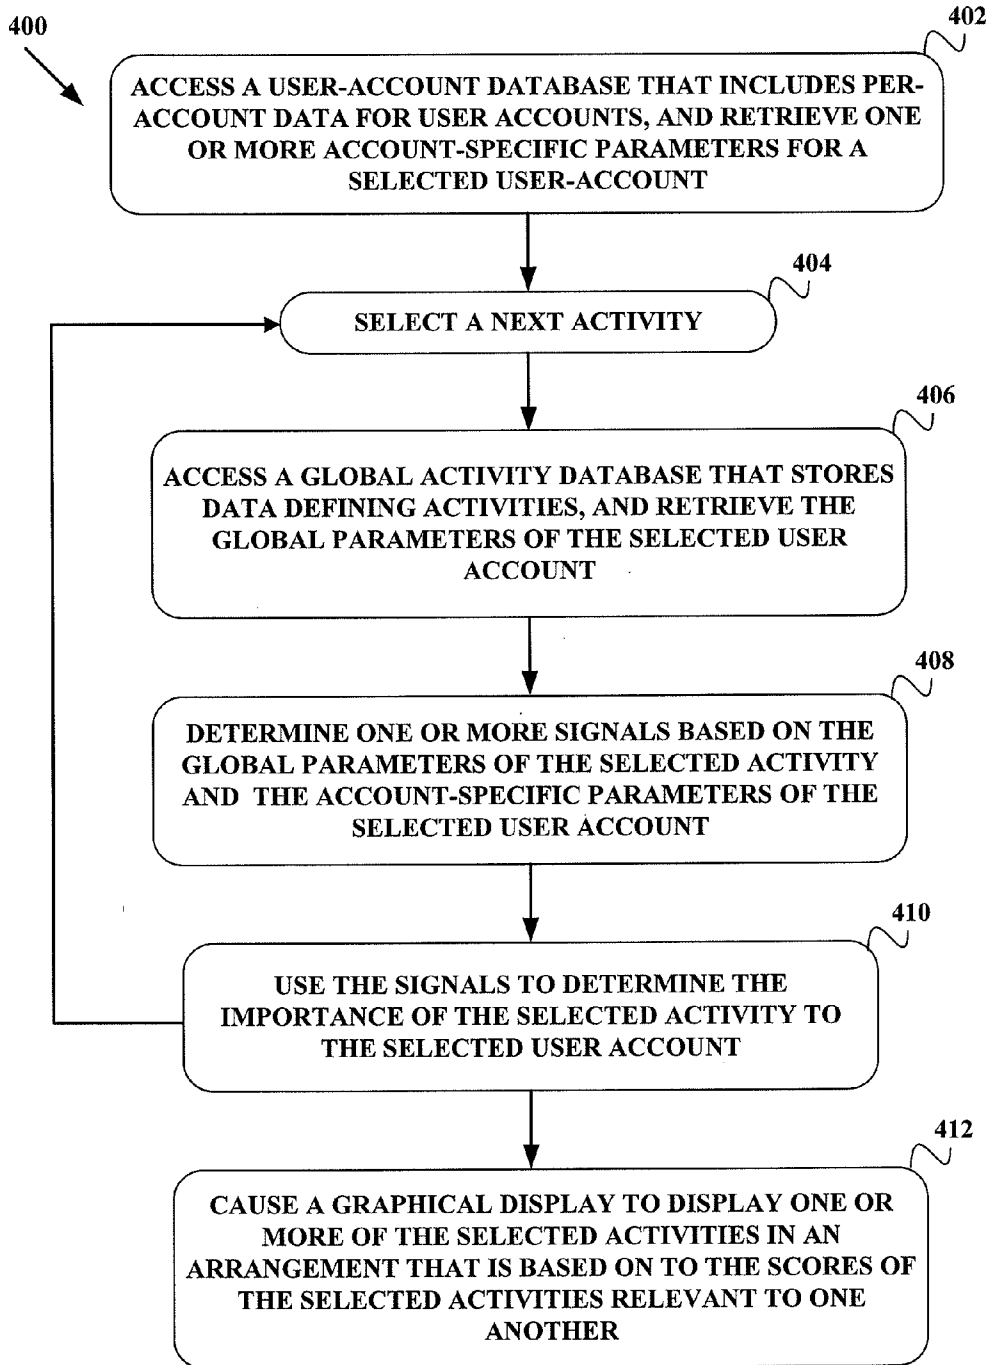 400
402
ACCESS A USER-ACCOUNT DATABASE THAT INCLUDES PER-
ACCOUNT DATA FOR USER ACCOUNTS, AND RETRIEVE ONE
OR MORE ACCOUNT-SPECIFIC PARAMETERS FOR A
SELECTED USER-ACCOUNT
404
SELECT A NEXT ACTIVITY
406
ACCESS A GLOBAL ACTIVITY DATABASE THAT STORES
DATA DEFINING ACTIVITIES, AND RETRIEVE THE
GLOBAL PARAMETERS OF THE SELECTED USER
ACCOUNT
408
DETERMINE ONE OR MORE SIGNALS BASED ON THE
GLOBAL PARAMETERS OF THE SELECTED ACTIVITY
AND THE ACCOUNT-SPECIFIC PARAMETERS OF THE
SELECTED USER ACCOUNT
410
USE THE SIGNALS TO DETERMINE THE
IMPORTANCE OF THE SELECTED ACTIVITY TO
THE SELECTED USER ACCOUNT
412
CAUSE A GRAPHICAL DISPLAY TO DISPLAY ONE OR
MORE OF THE SELECTED ACTIVITIES IN AN
ARRANGEMENT THAT IS BASED ON TO THE SCORES OF
THE SELECTED ACTIVITIES RELEVANT TO ONE
ANOTHER